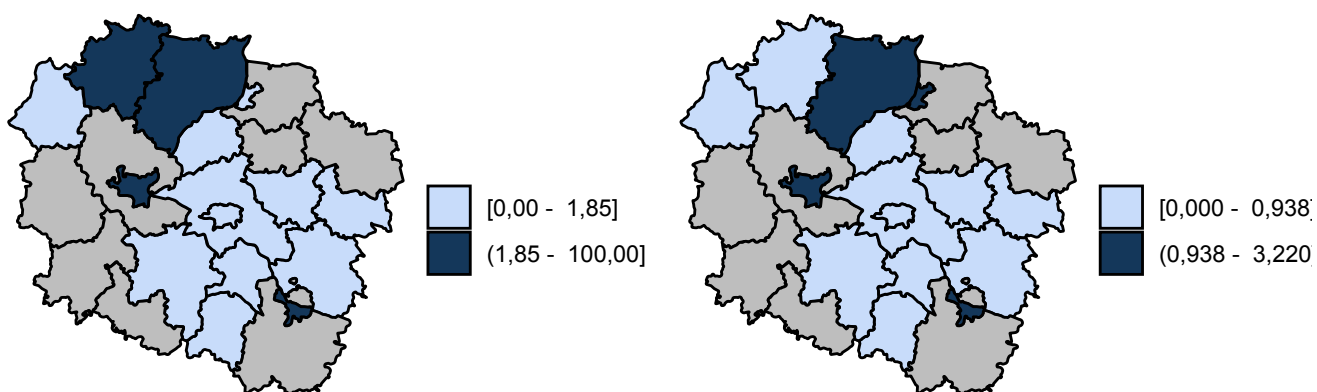 [0,00 - 1,85]
(1,85 - 100,00]
[0,000 - 0,938]
(0,938 - 3,220]